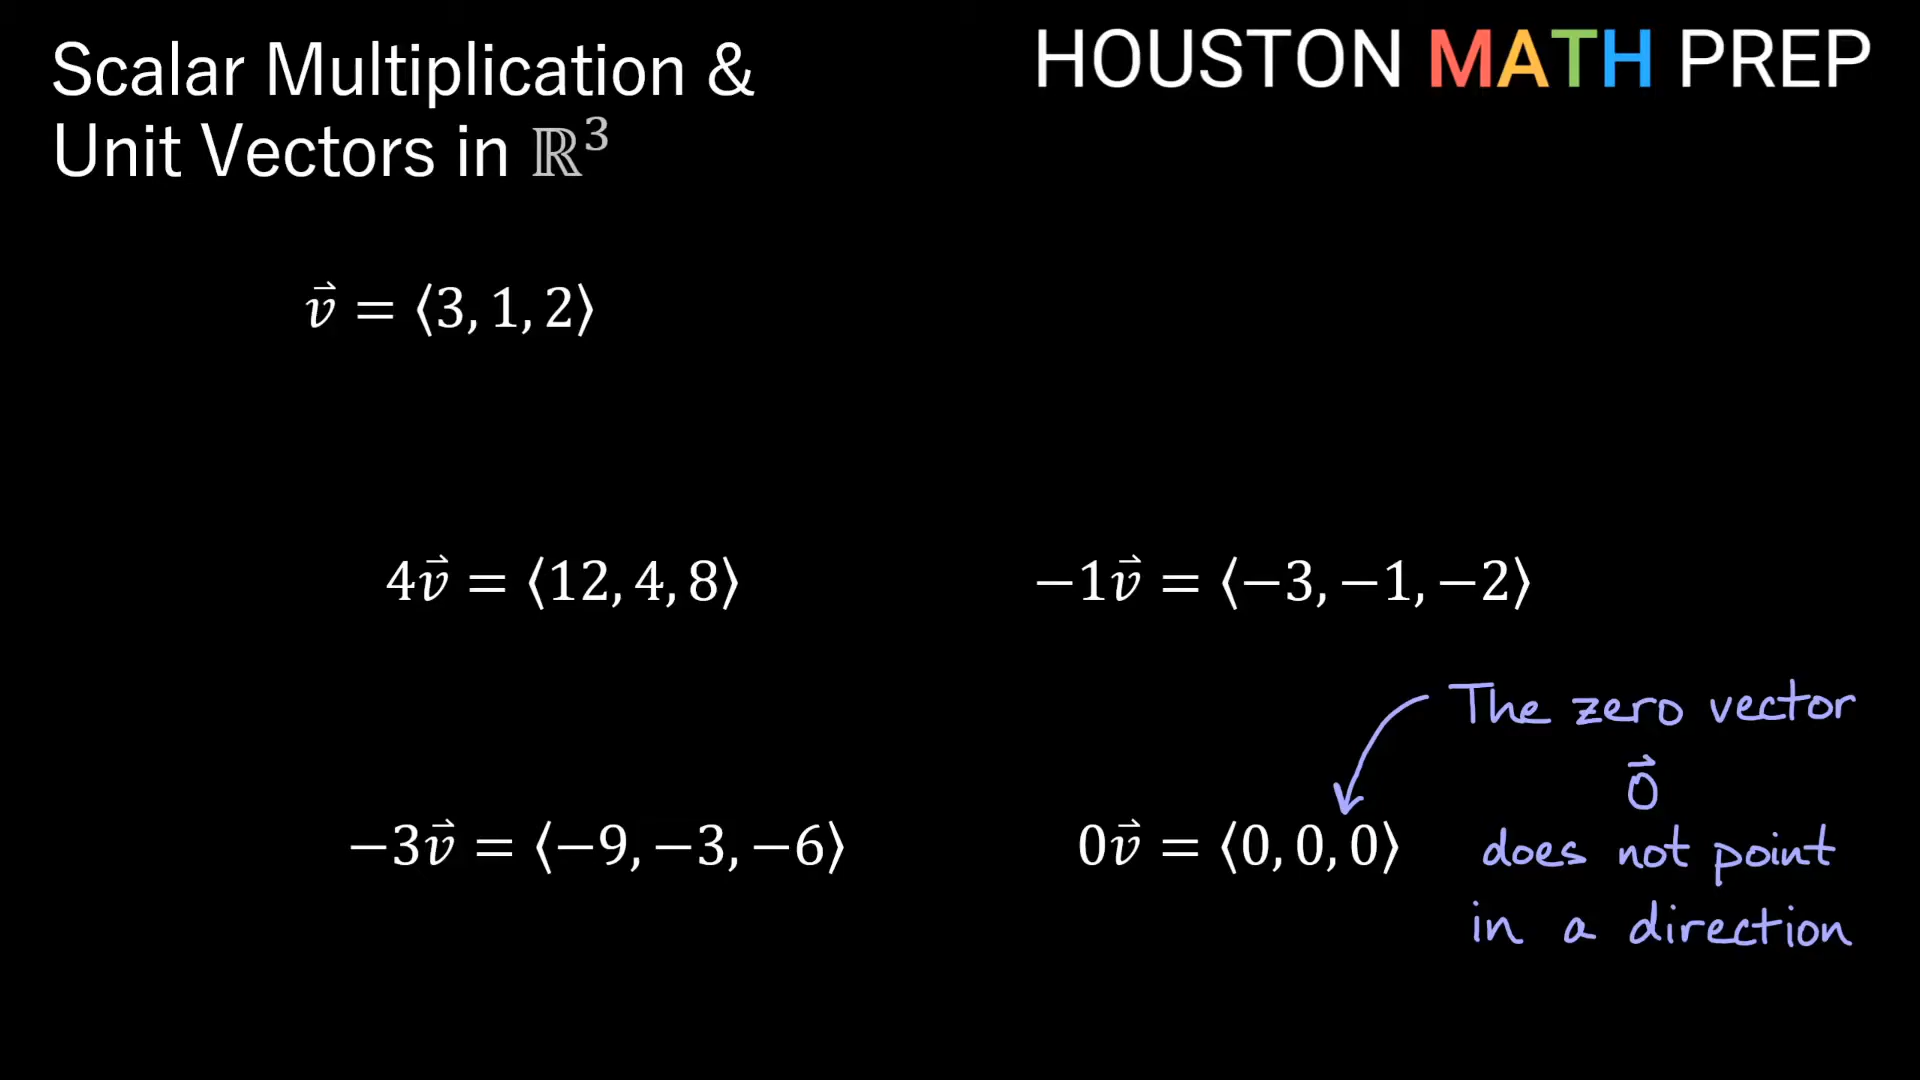 Scalar Multiplication &
Unit Vectors in ℝ³
HOUSTON MATH PREP
v⃗ = ⟨3, 1, 2⟩
4v⃗ = ⟨12, 4, 8⟩
−1v⃗ = ⟨−3, −1, −2⟩
−3v⃗ = ⟨−9, −3, −6⟩
0v⃗ = ⟨0, 0, 0⟩
The zero vector
0⃗
does not point
in a direction